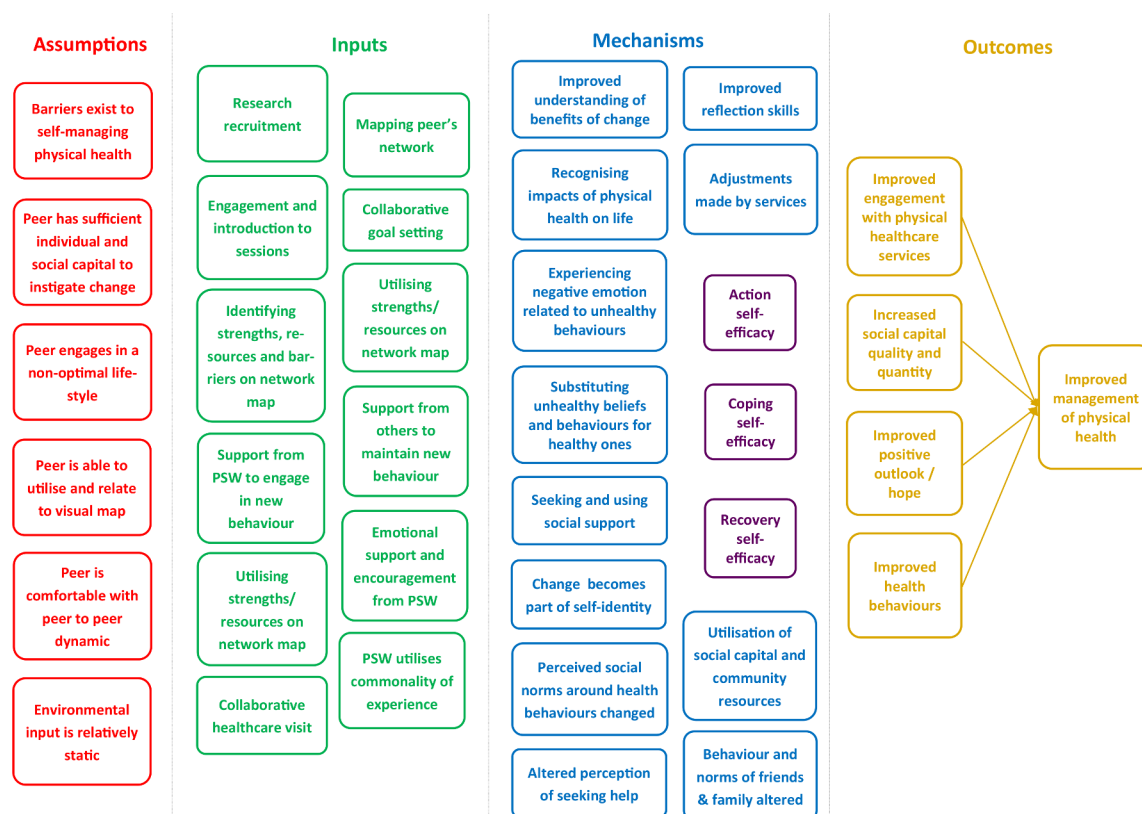 Assumptions
Barriers exist to
self-managing
physical health
Peer has sufficient
individual and
social capital to
instigate change
Peer engages in a
non-optimal life-
style
Peer is able to
utilise and relate
to visual map
Peer is
comfortable with
peer to peer
dynamic
Environmental
input is relatively
static
Inputs
Research
recruitment
Engagement and
introduction to
sessions
Identifying
strengths, re-
sources and bar-
riers on network
map
Support from
PSW to engage
in new
behaviour
Utilising
strengths/
resources on
network map
Collaborative
healthcare visit
Mapping peer's
network
Collaborative
goal setting
Utilising
strengths/
resources on
network map
Support from
others to
maintain new
behaviour
Emotional
support and
encouragement
from PSW
PSW utilises
commonality of
experience
Mechanisms
Improved
understanding of
benefits of change
Recognising
impacts of physical
health on life
Experiencing
negative emotion
related to unhealthy
behaviours
Substituting
unhealthy beliefs
and behaviours for
healthy ones
Seeking and using
social support
Change becomes
part of self-identity
Perceived social
norms around health
behaviours changed
Altered perception
of seeking help
Improved
reflection skills
Adjustments
made by services
Action
self-
efficacy
Coping
self-
efficacy
Recovery
self-
efficacy
Utilisation of
social capital and
community
resources
Behaviour and
norms of friends
& family altered
Outcomes
Improved
engagement
with physical
healthcare
services
Increased
social capital
quality and
quantity
Improved
positive
outlook /
hope
Improved
health
behaviours
Improved
management
of physical
health